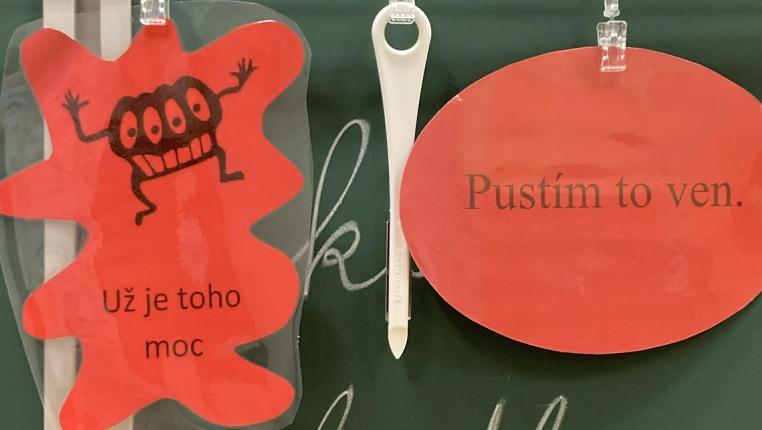 Už je toho
moc
Pustím to ven.
k